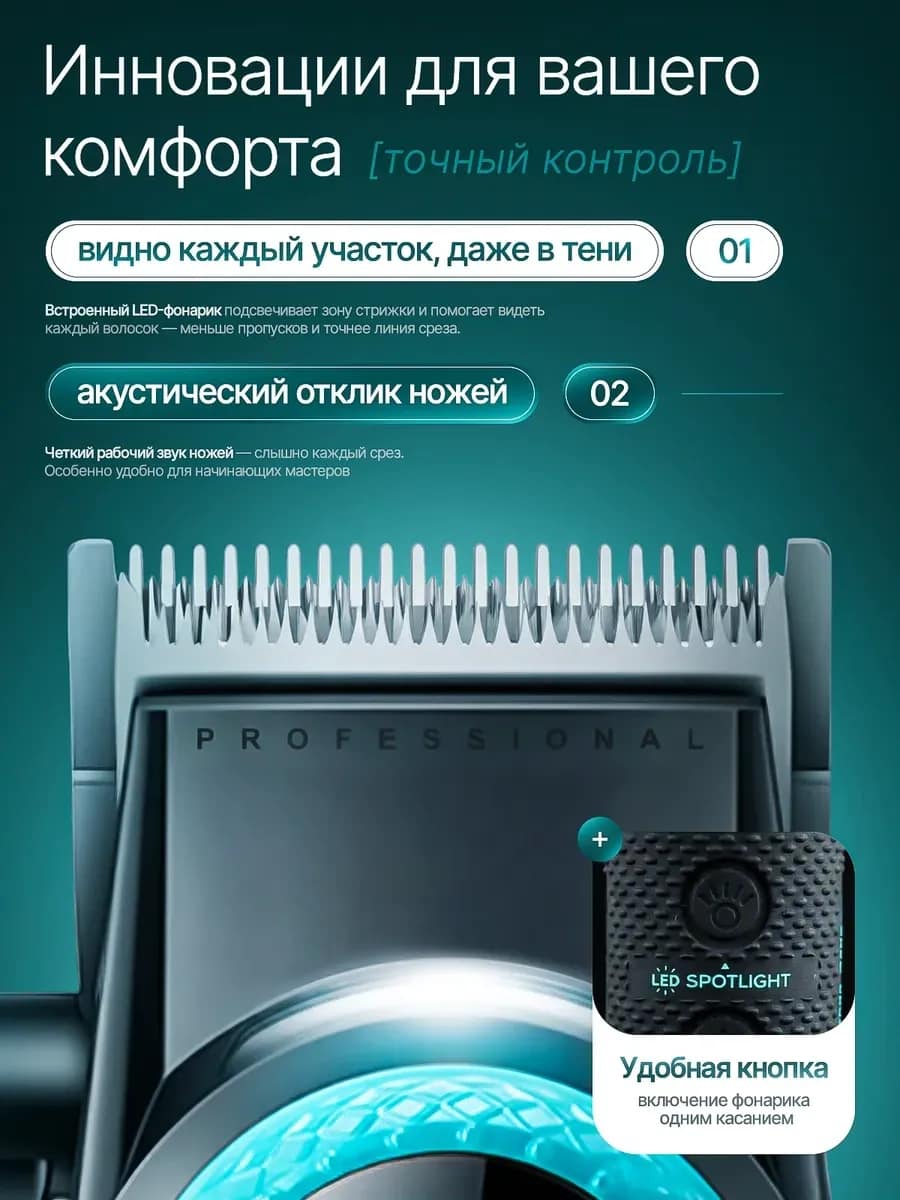 Инновации для вашего
комфорта [точный контроль]
видно каждый участок, даже в тени 01
Встроенный LED-фонарик подсвечивает зону стрижки и помогает видеть
каждый волосок — меньше пропусков и точнее линия среза.
акустический отклик ножей 02
Четкий рабочий звук ножей — слышно каждый срез.
Особенно удобно для начинающих мастеров
PROFESSIONAL
+
LED SPOTLIGHT
Удобная кнопка
включение фонарика
одним касанием